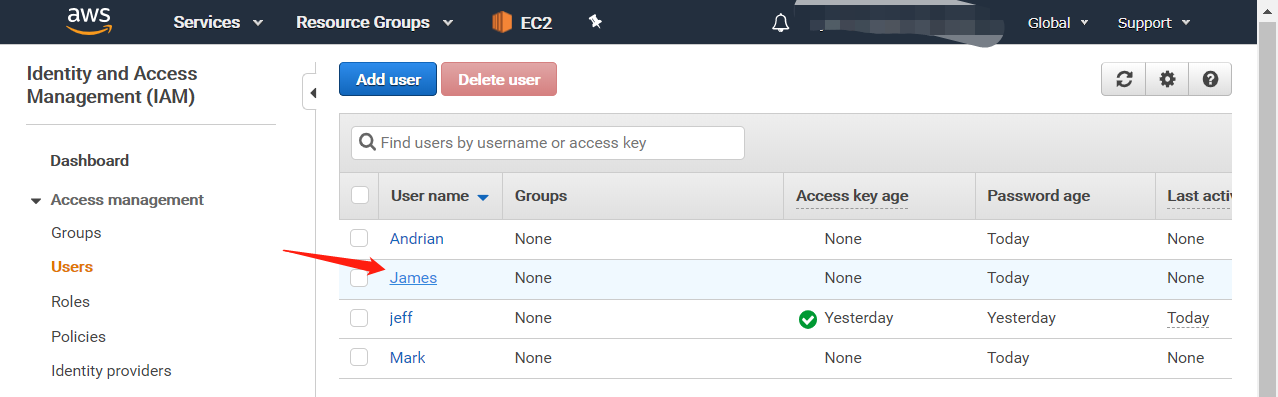 aws Services Resource Groups EC2 Global Support
Identity and Access
Management (IAM)
Dashboard
Access management
Groups
Users
Roles
Policies
Identity providers
Add user Delete user
Find users by username or access key
User name Groups Access key age Password age Last activ
Andrian None None Today None
James None None Today None
jeff None Yesterday Yesterday Today
Mark None None Today None